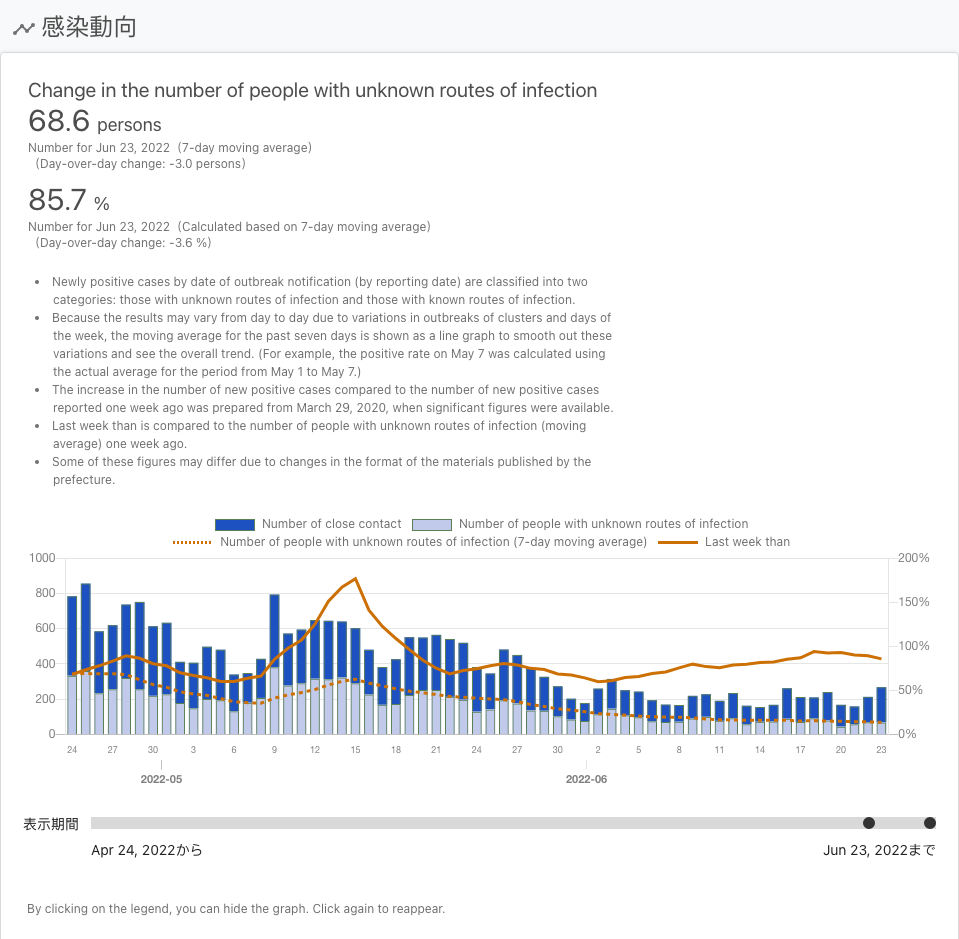 感染動向
Change in the number of people with unknown routes of infection
68.6 persons
Number for Jun 23, 2022 (7-day moving average)
(Day-over-day change: -3.0 persons)
85.7 %
Number for Jun 23, 2022 (Calculated based on 7-day moving average)
(Day-over-day change: -3.6 %)
• Newly positive cases by date of outbreak notification (by reporting date) are classified into two
categories: those with unknown routes of infection and those with known routes of infection.
• Because the results may vary from day to day due to variations in outbreaks of clusters and days of
the week, the moving average for the past seven days is shown as a line graph to smooth out these
variations and see the overall trend. (For example, the positive rate on May 7 was calculated using
the actual average for the period from May 1 to May 7.)
• The increase in the number of new positive cases compared to the number of new positive cases
reported one week ago was prepared from March 29, 2020, when significant figures were available.
• Last week than is compared to the number of people with unknown routes of infection (moving
average) one week ago.
• Some of these figures may differ due to changes in the format of the materials published by the
prefecture.
Number of close contact Number of people with unknown routes of infection
Number of people with unknown routes of infection (7-day moving average) Last week than
1000 200%
800 150%
600
400 100%
200 50%
0 0%
24 27 30 3 6 9 12 15 18 21 24 27 30 2 5 8 11 14 17 20 23
2022-05 2022-06
表示期間
Apr 24, 2022から Jun 23, 2022まで
By clicking on the legend, you can hide the graph. Click again to reappear.